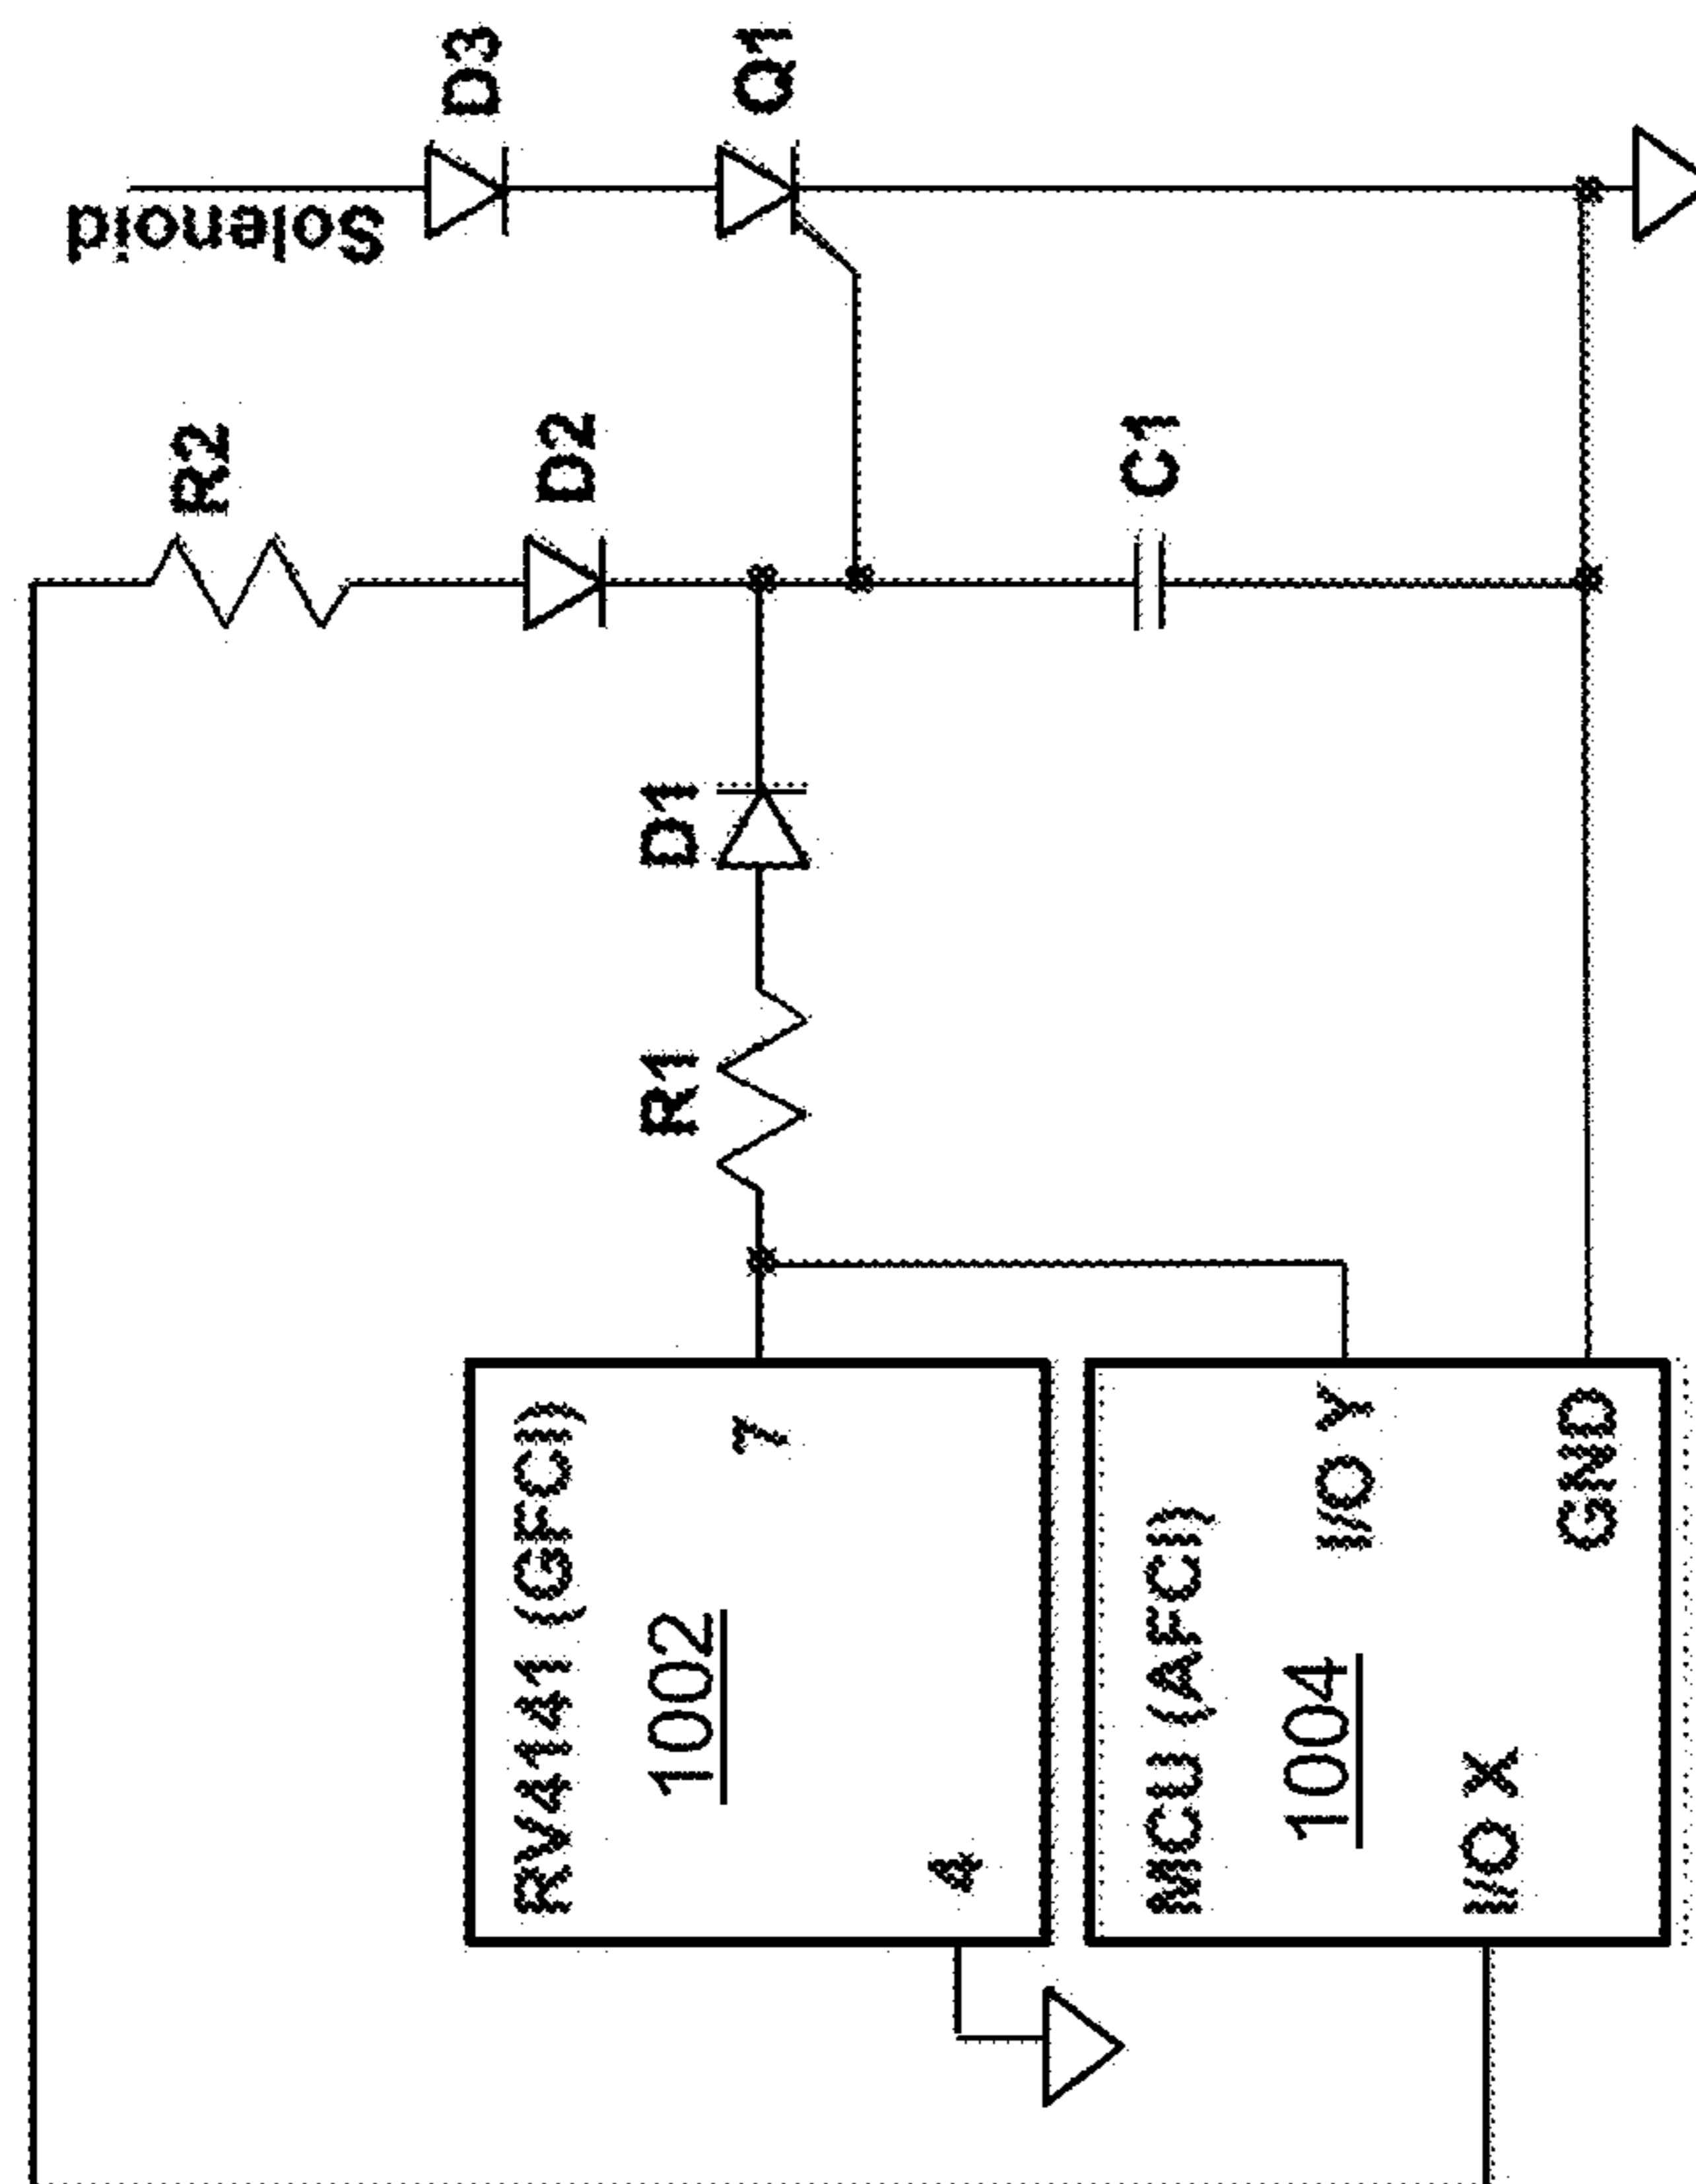 Solenoid
D3
Q1
R2
D2
C1
R1
D1
RV4141 (GFCI)
1002
7
4
MCU (AFCI)
1004
I/O Y
I/O X
GND